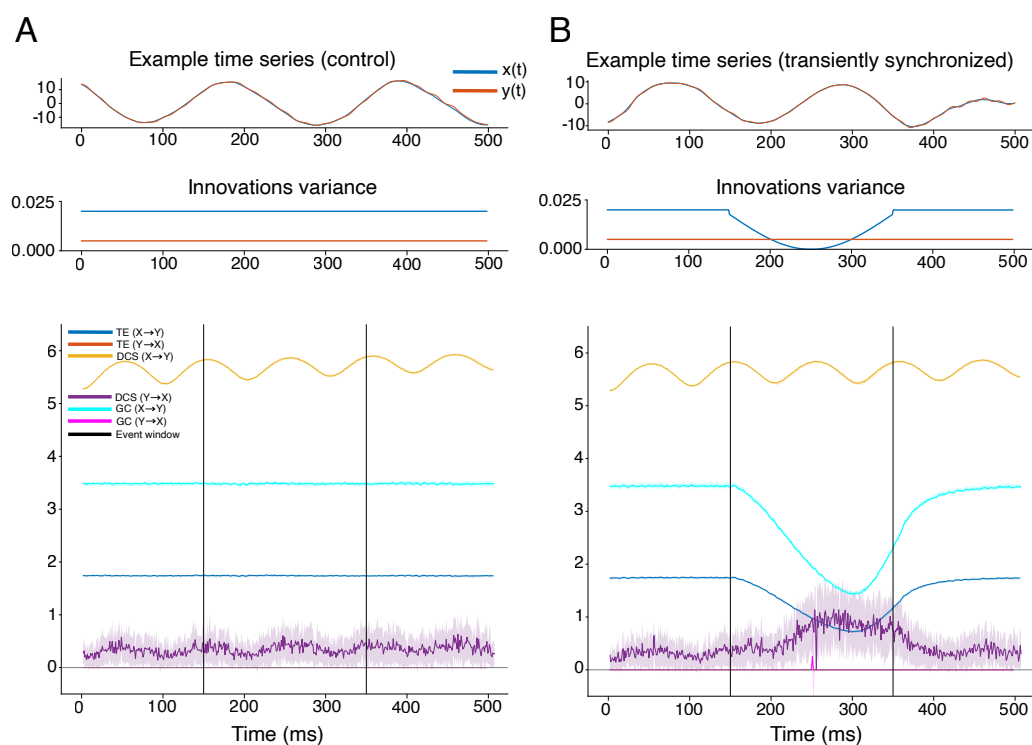 A
Example time series (control)
x(t)
y(t)
10
0
-10
0 100 200 300 400 500
Innovations variance
0.025
0.000
0 100 200 300 400 500
TE (X→Y)
TE (Y→X)
DCS (X→Y)
DCS (Y→X)
GC (X→Y)
GC (Y→X)
Event window
6
5
4
3
2
1
0
0 100 200 300 400 500
Time (ms)
B
Example time series (transiently synchronized)
10
0
-10
0 100 200 300 400 500
Innovations variance
0.025
0.000
0 100 200 300 400 500
6
5
4
3
2
1
0
0 100 200 300 400 500
Time (ms)